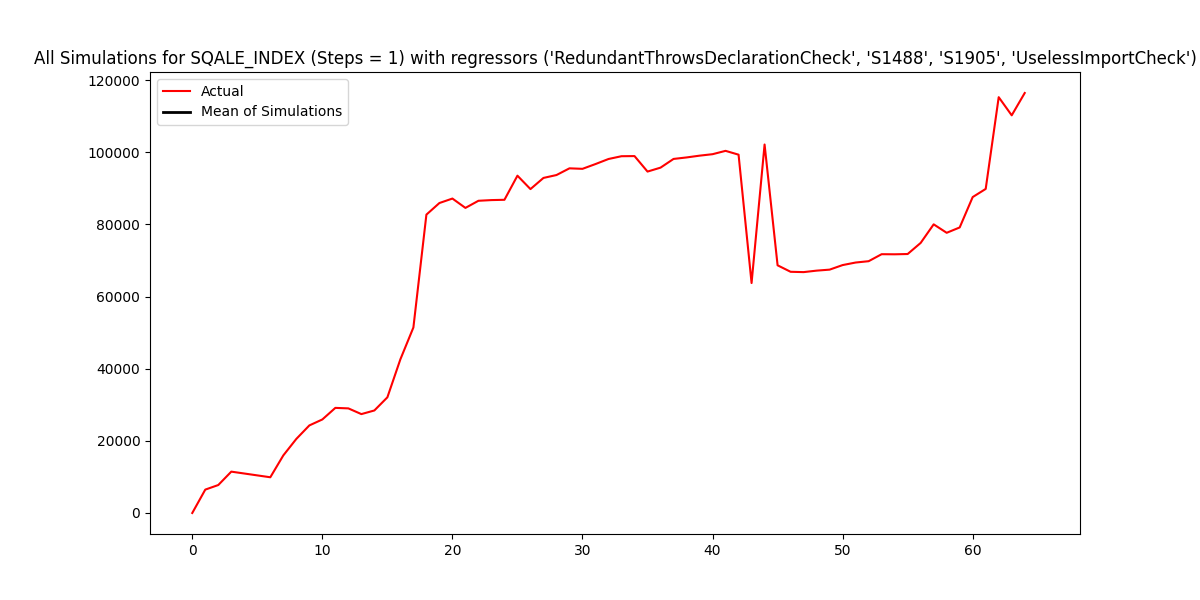 All Simulations for SQALE_INDEX (Steps = 1) with regressors ('RedundantThrowsDeclarationCheck', 'S1488', 'S1905', 'UselessImportCheck')
Actual
Mean of Simulations
120000
100000
80000
60000
40000
20000
0
0 10 20 30 40 50 60